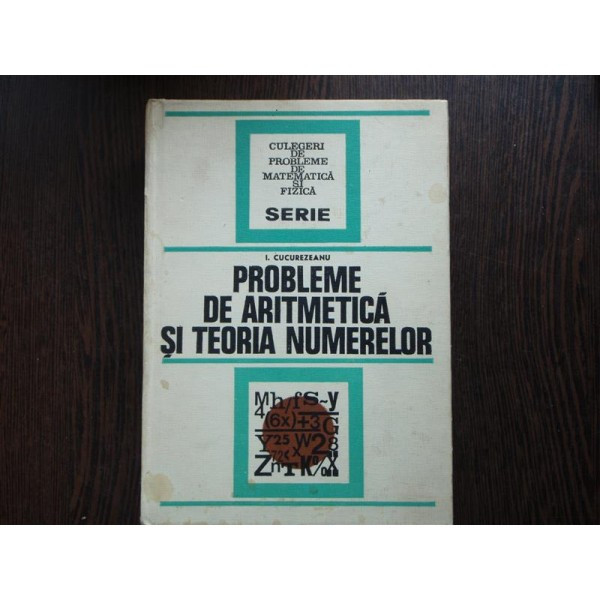 CULEGERI
DE
PROBLEME
DE
MATEMATICĂ
ȘI
FIZICĂ
SERIE
I. CUCUREZEANU
PROBLEME
DE ARITMETICĂ
ȘI TEORIA NUMERELOR